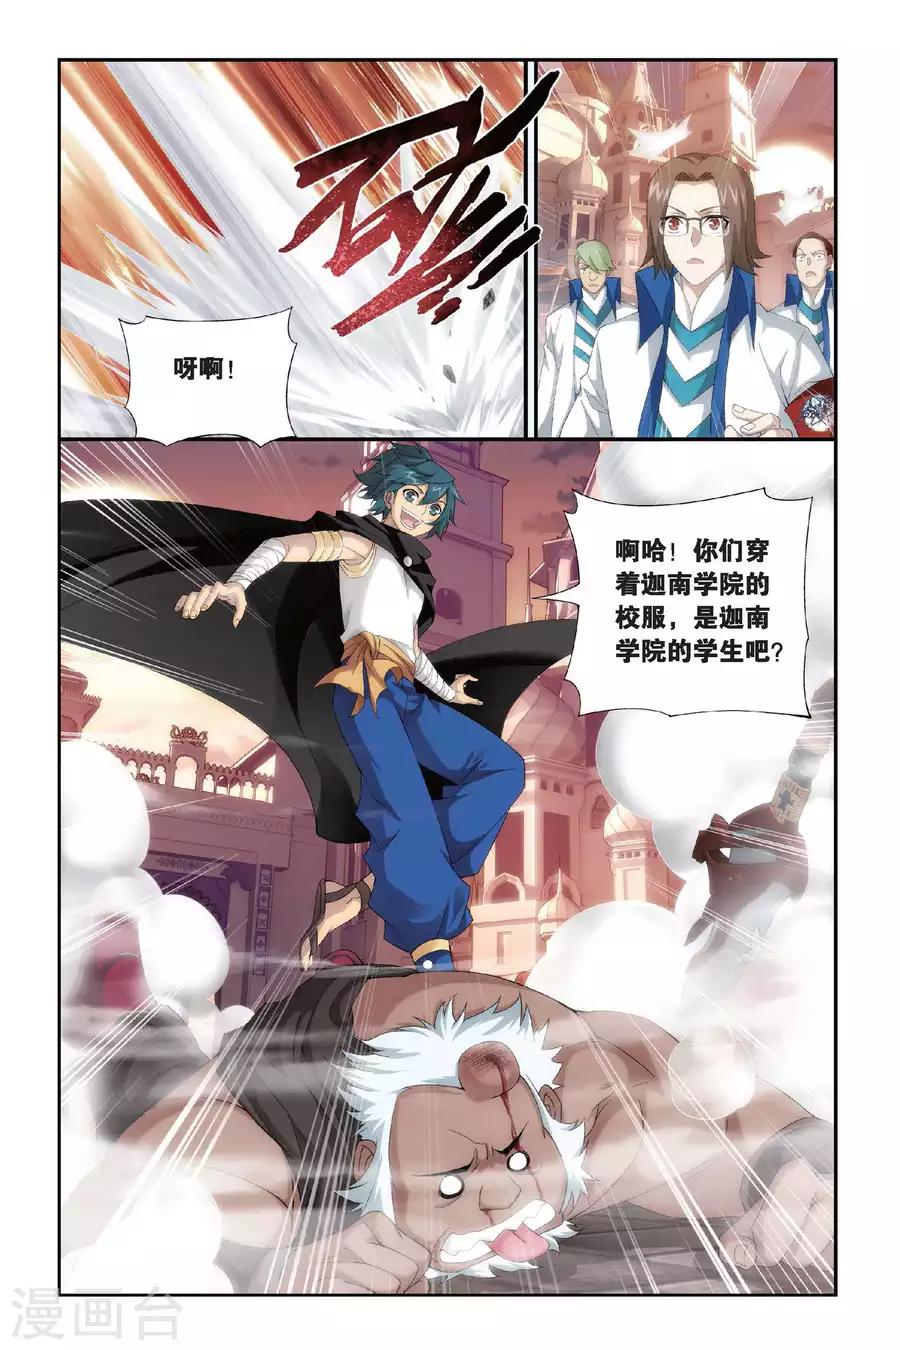 呀啊！
啊哈！你们穿
着迦南学院的
校服，是迦南
学院的学生吧？
漫画台